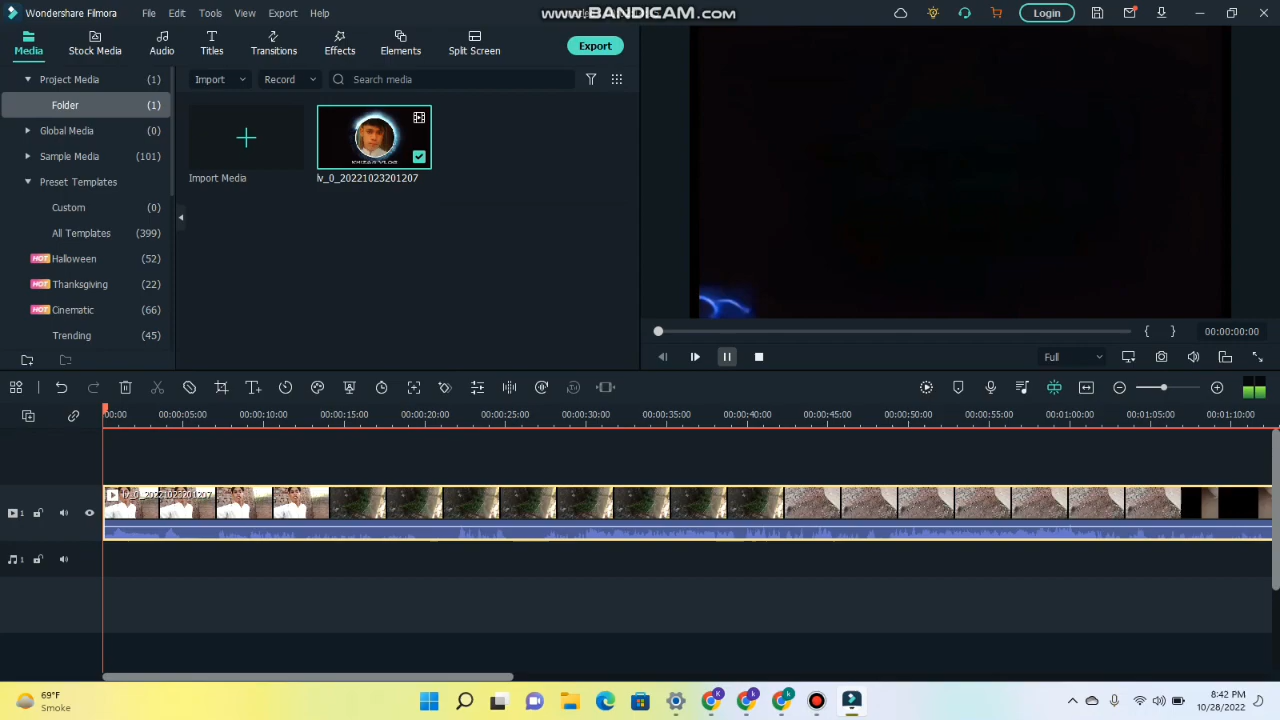 Wondershare Filmora File Edit Tools View Export Help www.BANDICAM.com Login
Media Stock Media Audio Titles Transitions Effects Elements Split Screen Export
Project Media (1)
Folder (1)
Global Media (0)
Sample Media (101)
Preset Templates
Custom (0)
All Templates (399)
HOT Halloween (52)
HOT Thanksgiving (22)
HOT Cinematic (66)
Trending (45)
Import Record Search media
KHIZAR VLOG
Import Media lv_0_20221023201207
{ } 00:00:00:00
Full
00:00 00:00:05:00 00:00:10:00 00:00:15:00 00:00:20:00 00:00:25:00 00:00:30:00 00:00:35:00 00:00:40:00 00:00:45:00 00:00:50:00 00:00:55:00 00:01:00:00 00:01:05:00 00:01:10:00
lv_0_20221023201207
1
1
69°F
Smoke
K k k
8:42 PM
10/28/2022